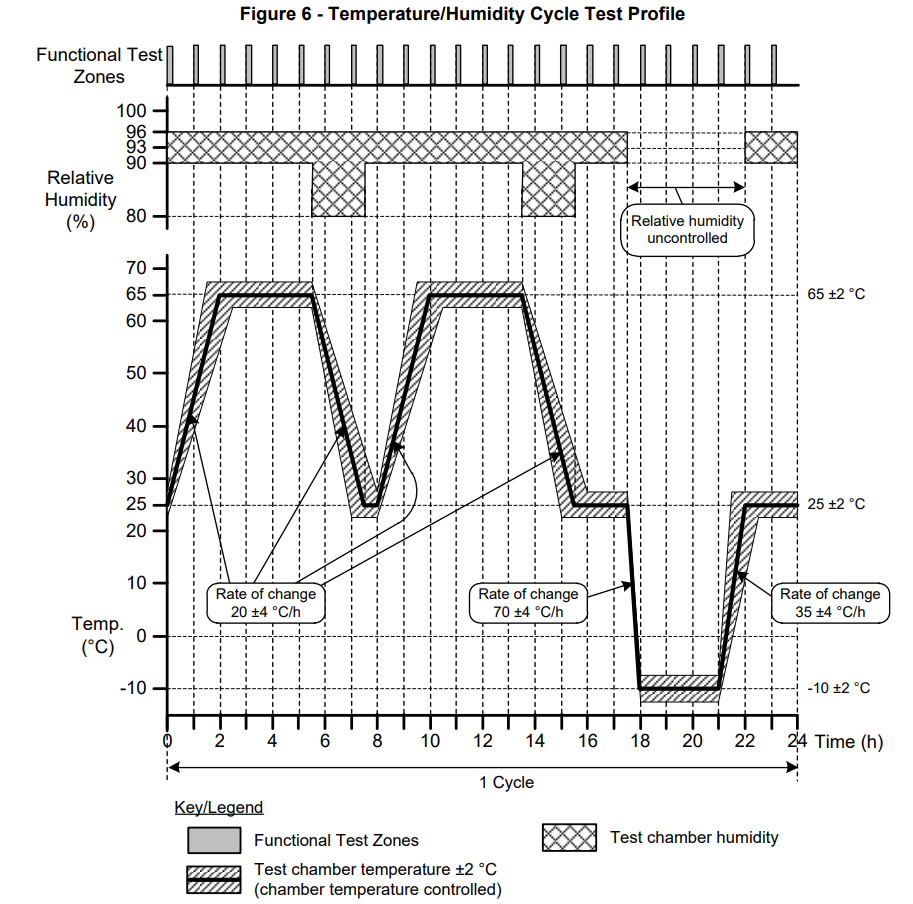 Figure 6 - Temperature/Humidity Cycle Test Profile
Functional Test
Zones
100
96
93
90
80
Relative
Humidity
(%)
Relative humidity
uncontrolled
70
65
60
50
40
30
25
20
10
0
-10
Temp.
(°C)
65 ±2 °C
25 ±2 °C
-10 ±2 °C
Rate of change
20 ±4 °C/h
Rate of change
70 ±4 °C/h
Rate of change
35 ±4 °C/h
0 2 4 6 8 10 12 14 16 18 20 22 24 Time (h)
1 Cycle
Key/Legend
Functional Test Zones
Test chamber humidity
Test chamber temperature ±2 °C
(chamber temperature controlled)